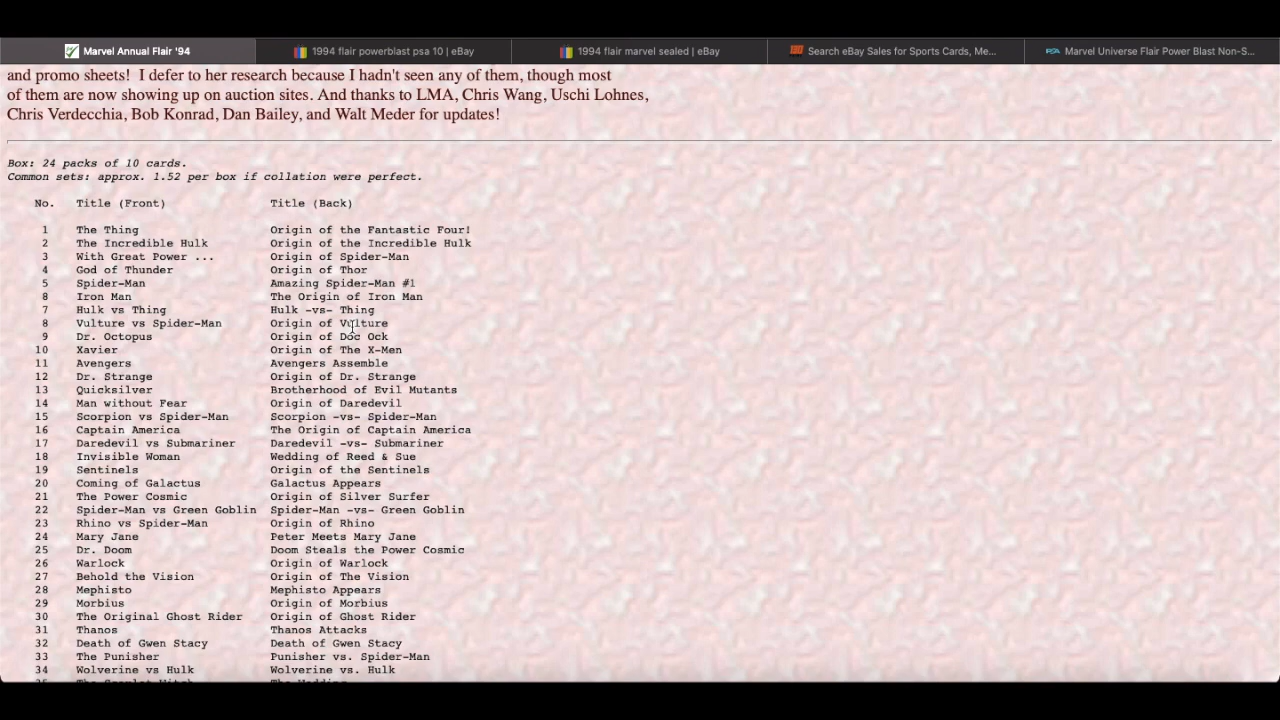 Marvel Annual Flair '94
1994 flair powerblast psa 10 | eBay
1994 flair marvel sealed | eBay
Search eBay Sales for Sports Cards, Me...
Marvel Universe Flair Power Blast Non-S...
and promo sheets! I defer to her research because I hadn't seen any of them, though most
of them are now showing up on auction sites. And thanks to LMA, Chris Wang, Uschi Lohnes,
Chris Verdecchia, Bob Konrad, Dan Bailey, and Walt Meder for updates!
Box: 24 packs of 10 cards.
Common sets: approx. 1.52 per box if collation were perfect.
No. Title (Front) Title (Back)
1 The Thing Origin of the Fantastic Four!
2 The Incredible Hulk Origin of the Incredible Hulk
3 With Great Power ... Origin of Spider-Man
4 God of Thunder Origin of Thor
5 Spider-Man Amazing Spider-Man #1
8 Iron Man The Origin of Iron Man
7 Hulk vs Thing Hulk -vs- Thing
8 Vulture vs Spider-Man Origin of Vulture
9 Dr. Octopus Origin of Doc Ock
10 Xavier Origin of The X-Men
11 Avengers Avengers Assemble
12 Dr. Strange Origin of Dr. Strange
13 Quicksilver Brotherhood of Evil Mutants
14 Man without Fear Origin of Daredevil
15 Scorpion vs Spider-Man Scorpion -vs- Spider-Man
16 Captain America The Origin of Captain America
17 Daredevil vs Submariner Daredevil -vs- Submariner
18 Invisible Woman Wedding of Reed & Sue
19 Sentinels Origin of the Sentinels
20 Coming of Galactus Galactus Appears
21 The Power Cosmic Origin of Silver Surfer
22 Spider-Man vs Green Goblin Spider-Man -vs- Green Goblin
23 Rhino vs Spider-Man Origin of Rhino
24 Mary Jane Peter Meets Mary Jane
25 Dr. Doom Doom Steals the Power Cosmic
26 Warlock Origin of Warlock
27 Behold the Vision Origin of The Vision
28 Mephisto Mephisto Appears
29 Morbius Origin of Morbius
30 The Original Ghost Rider Origin of Ghost Rider
31 Thanos Thanos Attacks
32 Death of Gwen Stacy Death of Gwen Stacy
33 The Punisher Punisher vs. Spider-Man
34 Wolverine vs Hulk Wolverine vs. Hulk
35 The Scarlet Witch The Wedding